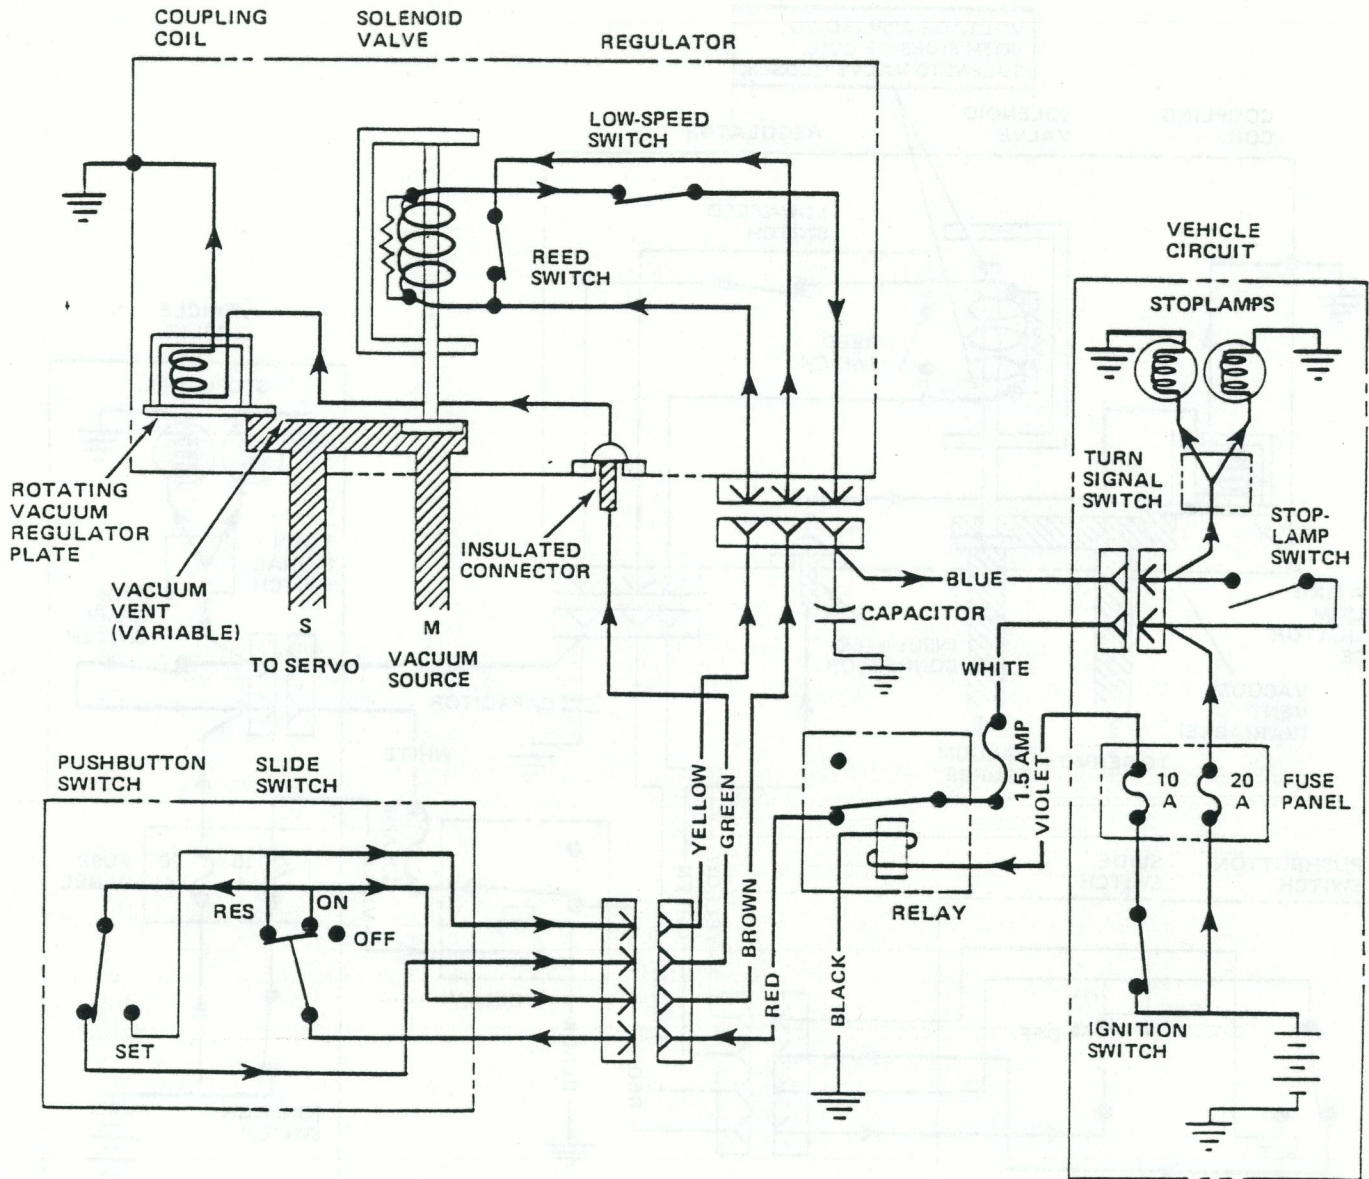 COUPLING
COIL
SOLENOID
VALVE
REGULATOR
LOW-SPEED
SWITCH
REED
SWITCH
VEHICLE
CIRCUIT
STOPLAMPS
TURN
SIGNAL
SWITCH
STOP-
LAMP
SWITCH
ROTATING
VACUUM
REGULATOR
PLATE
VACUUM
VENT
(VARIABLE)
S
M
TO SERVO
VACUUM
SOURCE
INSULATED
CONNECTOR
BLUE
CAPACITOR
WHITE
1.5 AMP
VIOLET
10
A
20
A
FUSE
PANEL
PUSHBUTTON
SWITCH
SLIDE
SWITCH
YELLOW
GREEN
BROWN
RED
BLACK
RELAY
RES
ON
OFF
SET
IGNITION
SWITCH